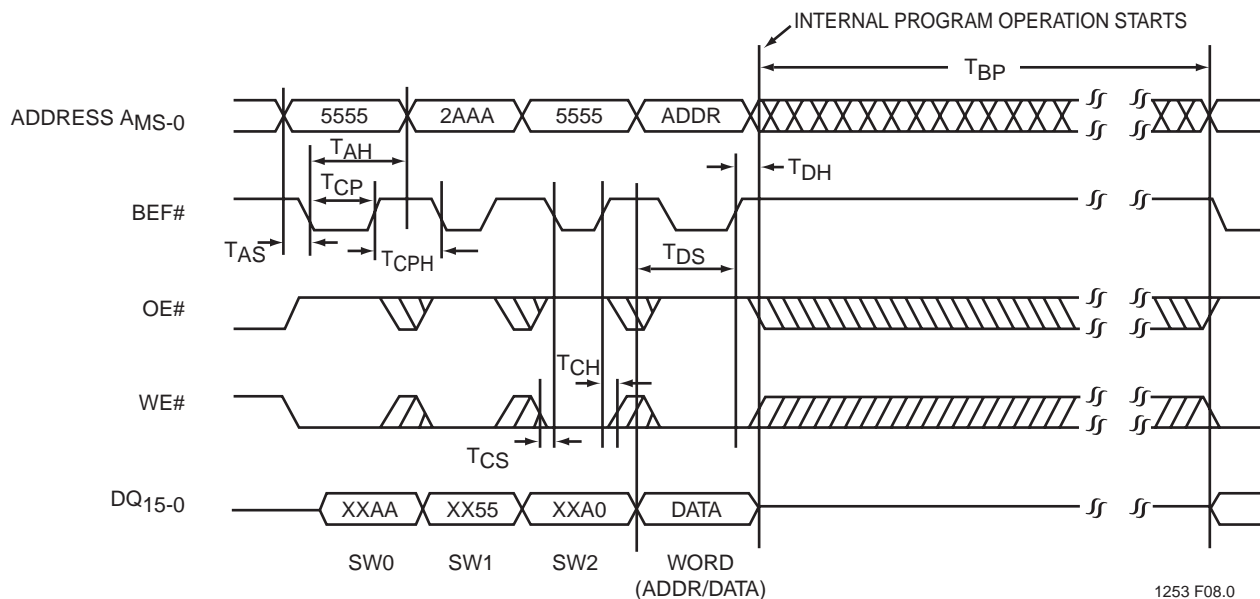 INTERNAL PROGRAM OPERATION STARTS
TBP
ADDRESS AMS-0
5555
2AAA
5555
ADDR
TAH
TDH
TCP
BEF#
TAS
TCPH
TDS
OE#
TCH
WE#
TCS
DQ15-0
XXAA
XX55
XXA0
DATA
SW0
SW1
SW2
WORD
(ADDR/DATA)
1253 F08.0